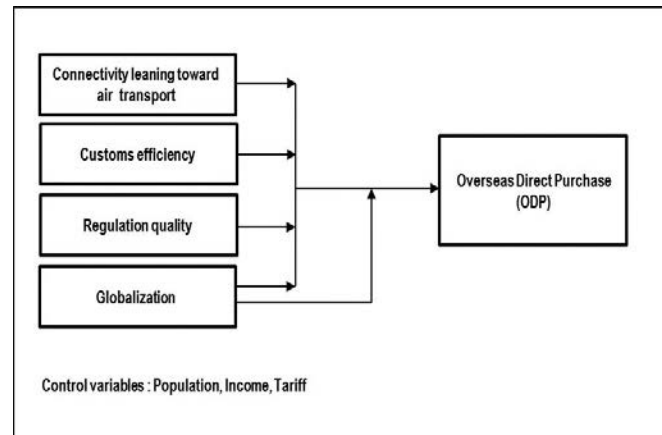 Connectivity leaning toward
air transport
Customs efficiency
Regulation quality
Globalization
Overseas Direct Purchase
(ODP)
Control variables : Population, Income, Tariff